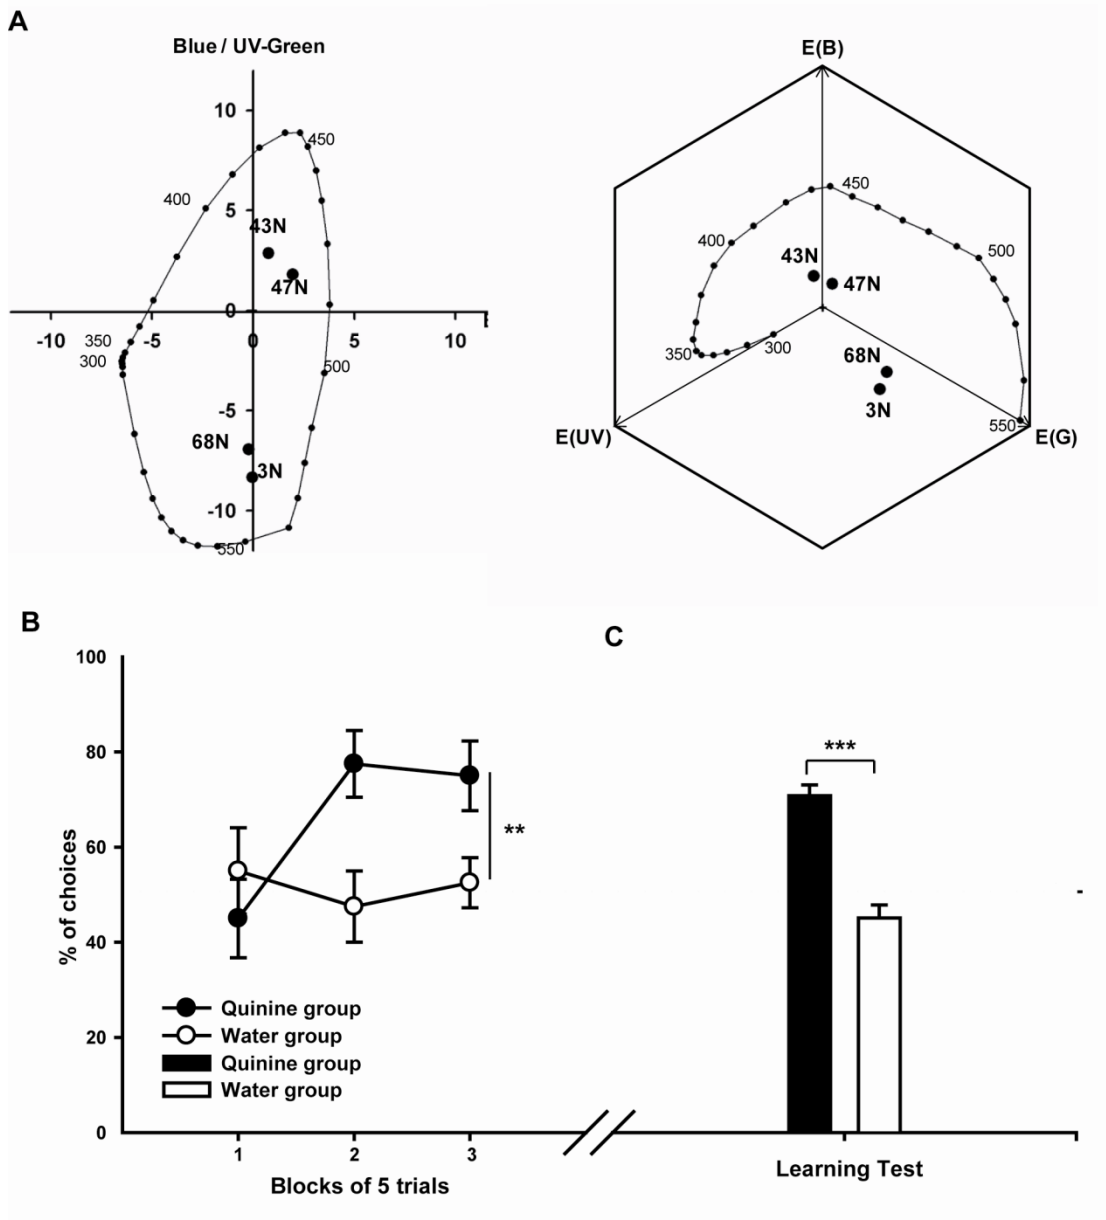 A
Blue / UV-Green
10
5
0
-5
-10
-10
-5
0
5
10
450
400
350
300
500
550
43N
47N
68N
3N
E(B)
450
400
500
43N
47N
350
300
68N
3N
550
E(UV)
E(G)
B
100
80
60
40
20
0
% of choices
**
Quinine group
Water group
Quinine group
Water group
1
2
3
Blocks of 5 trials
C
***
-
Learning Test